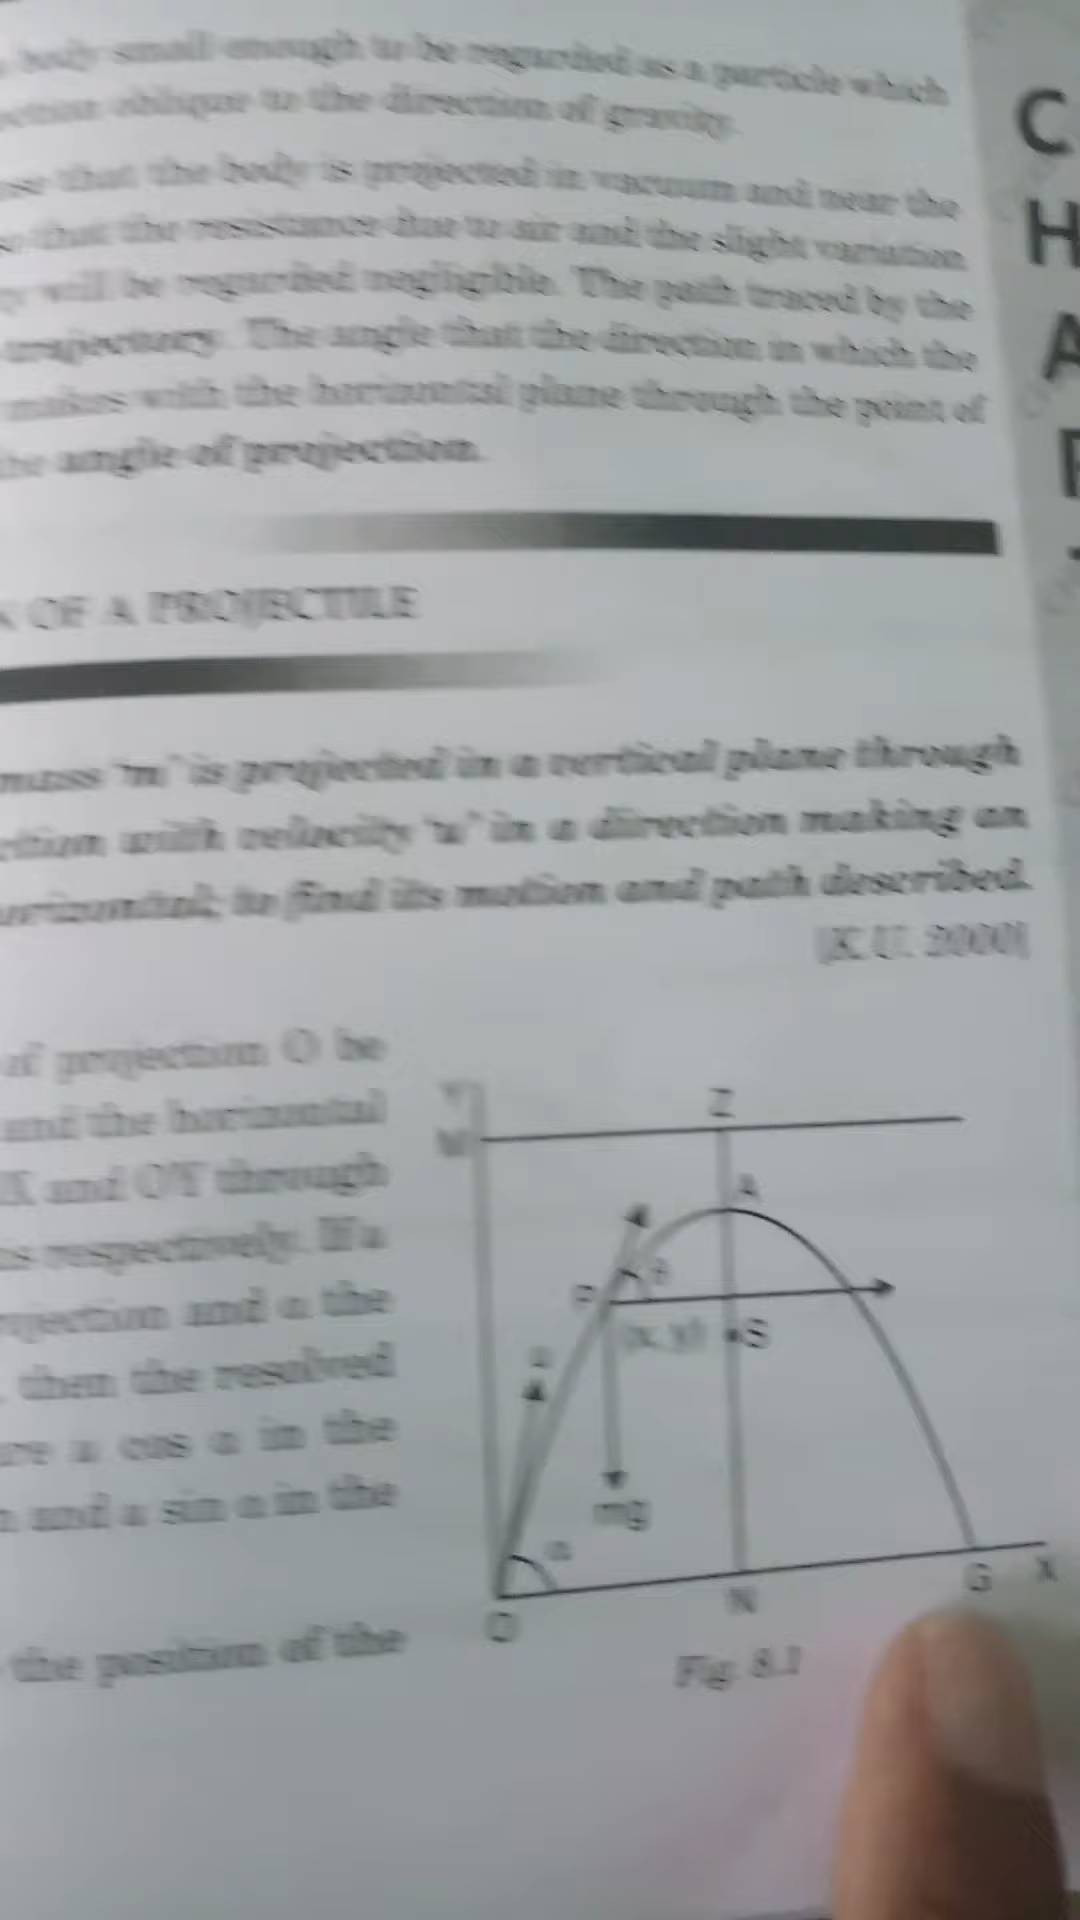 body small enough to be regarded as a particle which
oblique to the direction of gravity.
that the body is projected in vacuum and near the
that the resistance due to air and the slight variation
will be regarded negligible. The path traced by the
trajectory. The angle that the direction in which the
makes with the horizontal plane through the point of
the angle of projection.
OF A PROJECTILE
mass 'm' is projected in a vertical plane through
with velocity 'u' in a direction making an
to find its motion and path described.
[K.U. 2000]
of projection O be
and the horizontal
and OY through
respectively. If u
and α the
then the resolved
u cos α in the
and u sin α in the
the position of the
Y
M
Z
A
P
θ
(x, y)
S
u
mg
α
O
N
G
X
Fig. 8.1
C
H
A